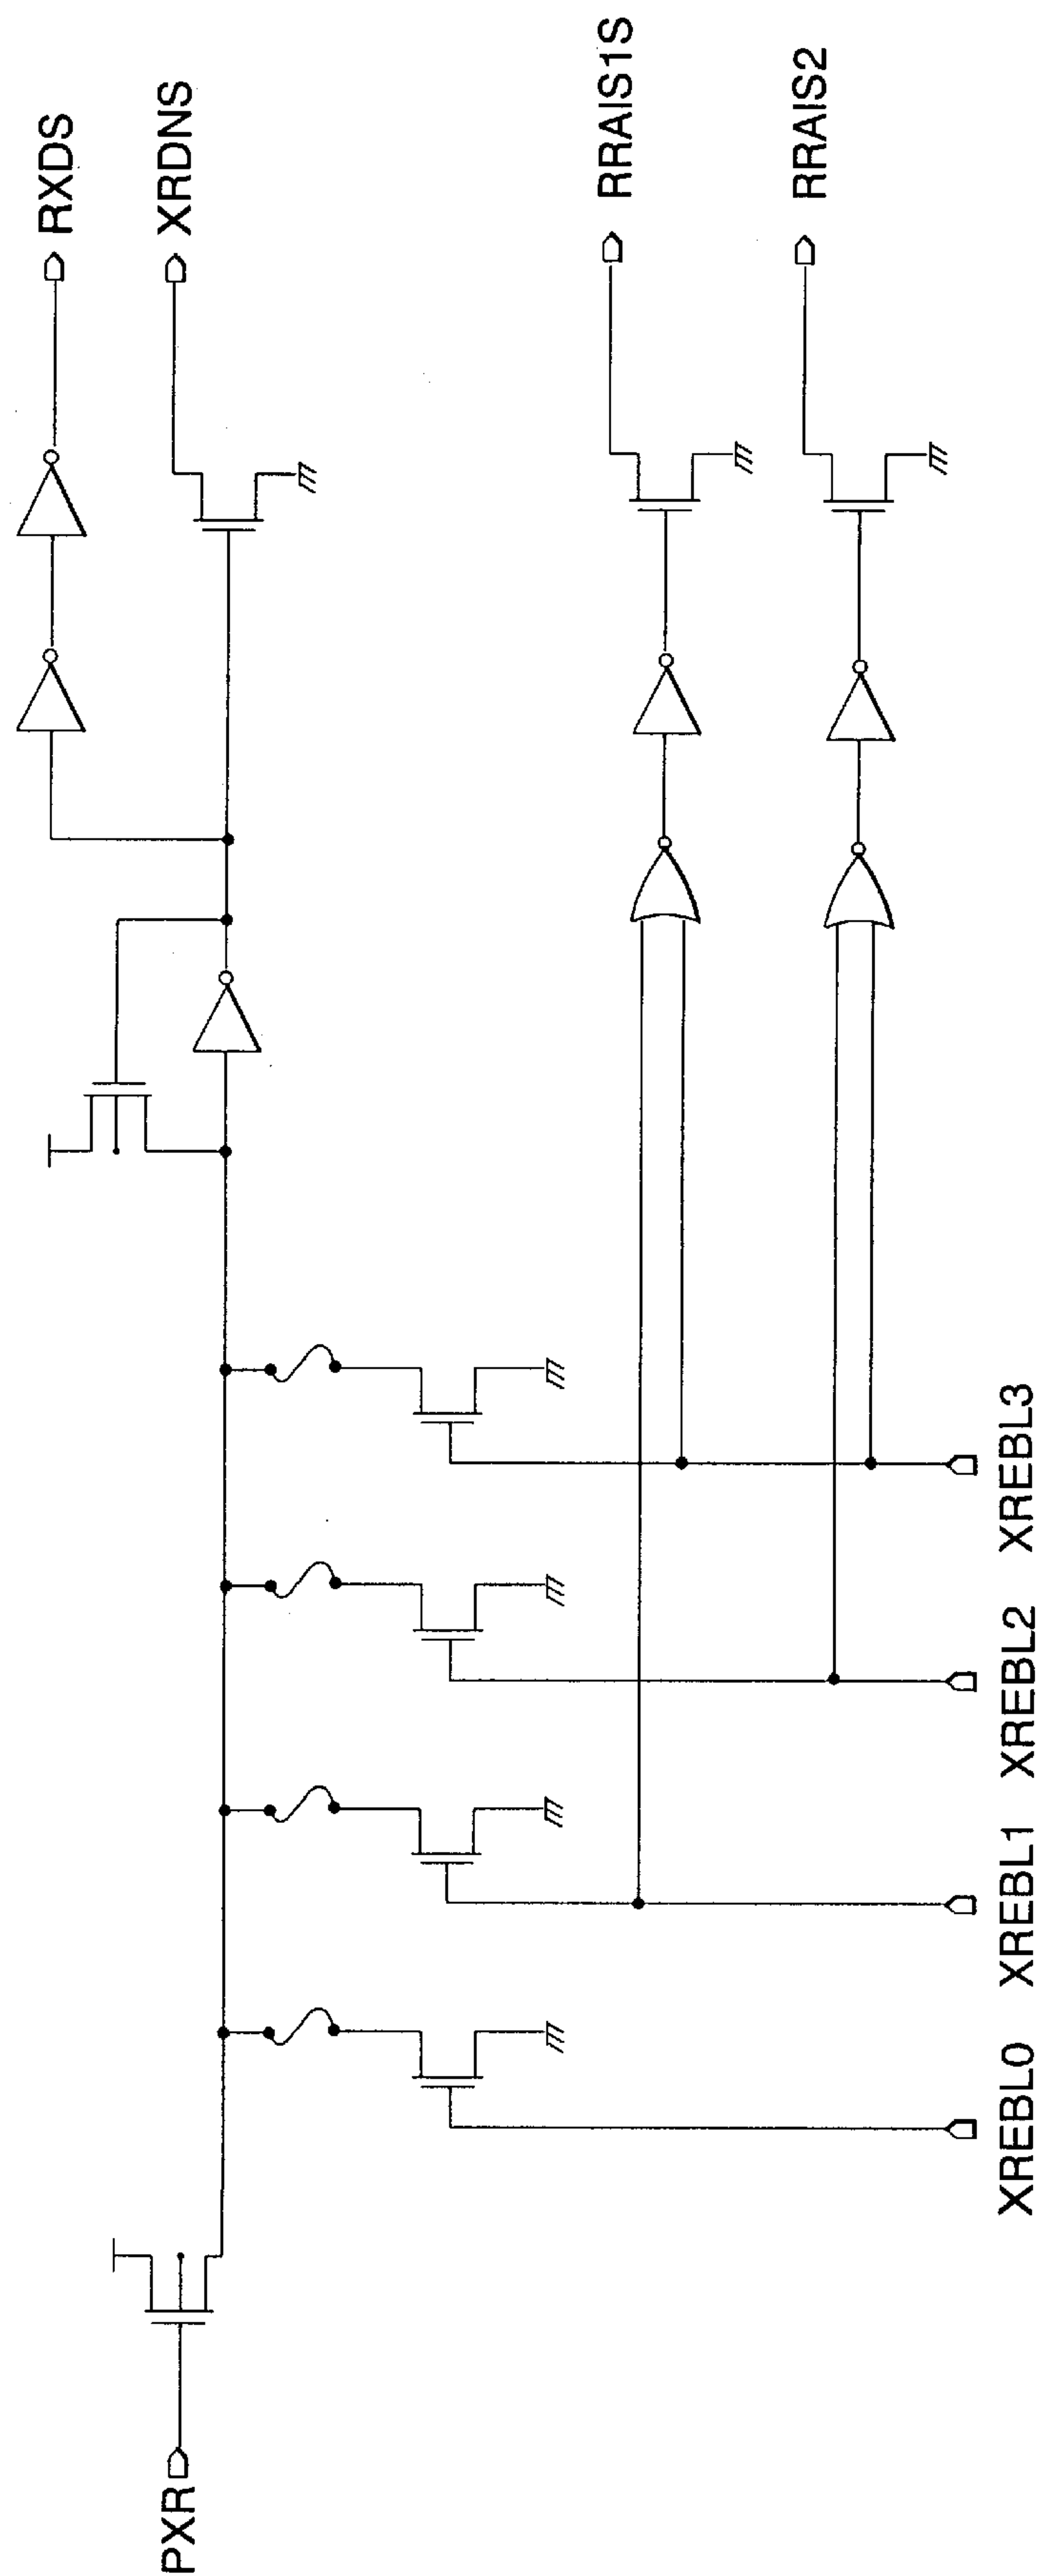 RXDS
XRDNS
RRAIS1S
RRAIS2
XREBL3
XREBL2
XREBL1
XREBL0
PXR